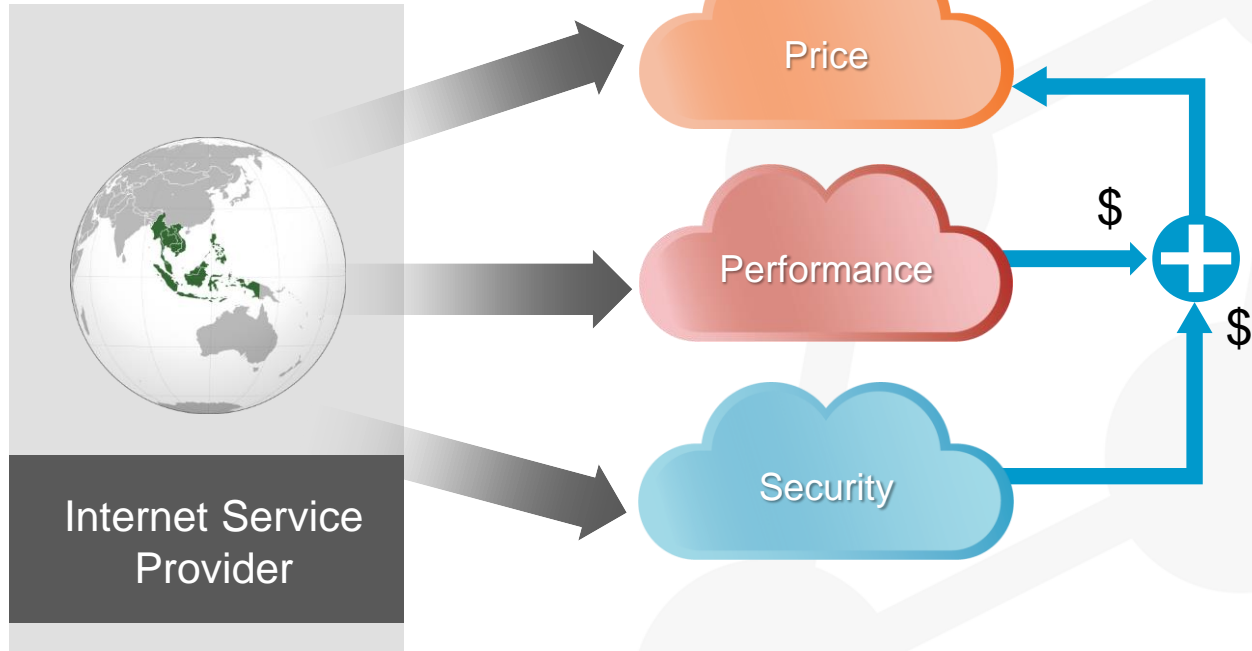 Price
$
Performance
$
Security
Internet Service
Provider